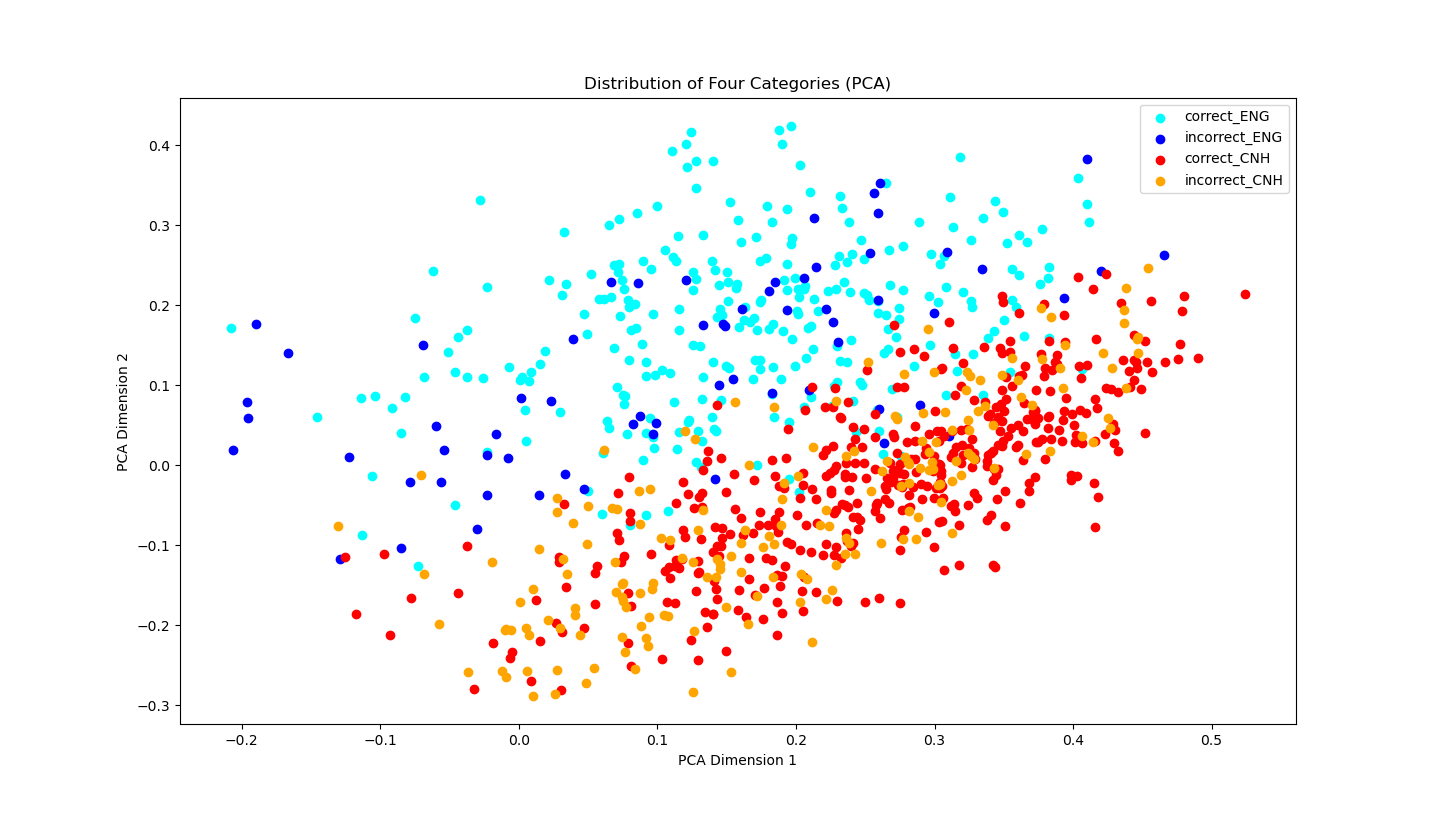 Distribution of Four Categories (PCA)
correct_ENG
incorrect_ENG
correct_CNH
incorrect_CNH
PCA Dimension 2
0.4
0.3
0.2
0.1
0.0
−0.1
−0.2
−0.3
−0.2
−0.1
0.0
0.1
0.2
0.3
0.4
0.5
PCA Dimension 1